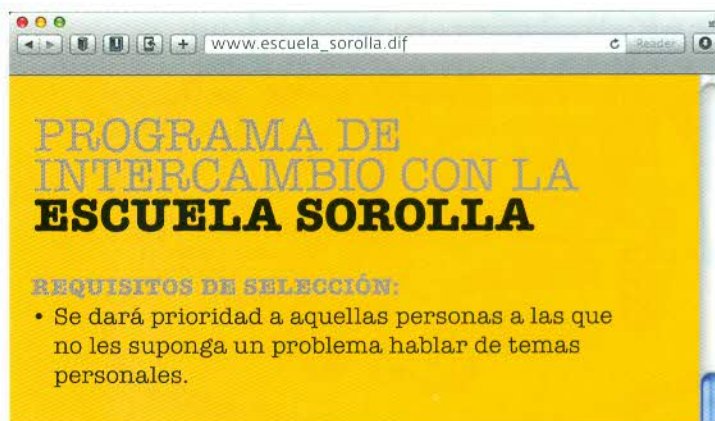 www.escuela_sorolla.dif
Reader
PROGRAMA DE
INTERCAMBIO CON LA
ESCUELA SOROLLA
REQUISITOS DE SELECCIÓN:
• Se dará prioridad a aquellas personas a las que
no les suponga un problema hablar de temas
personales.